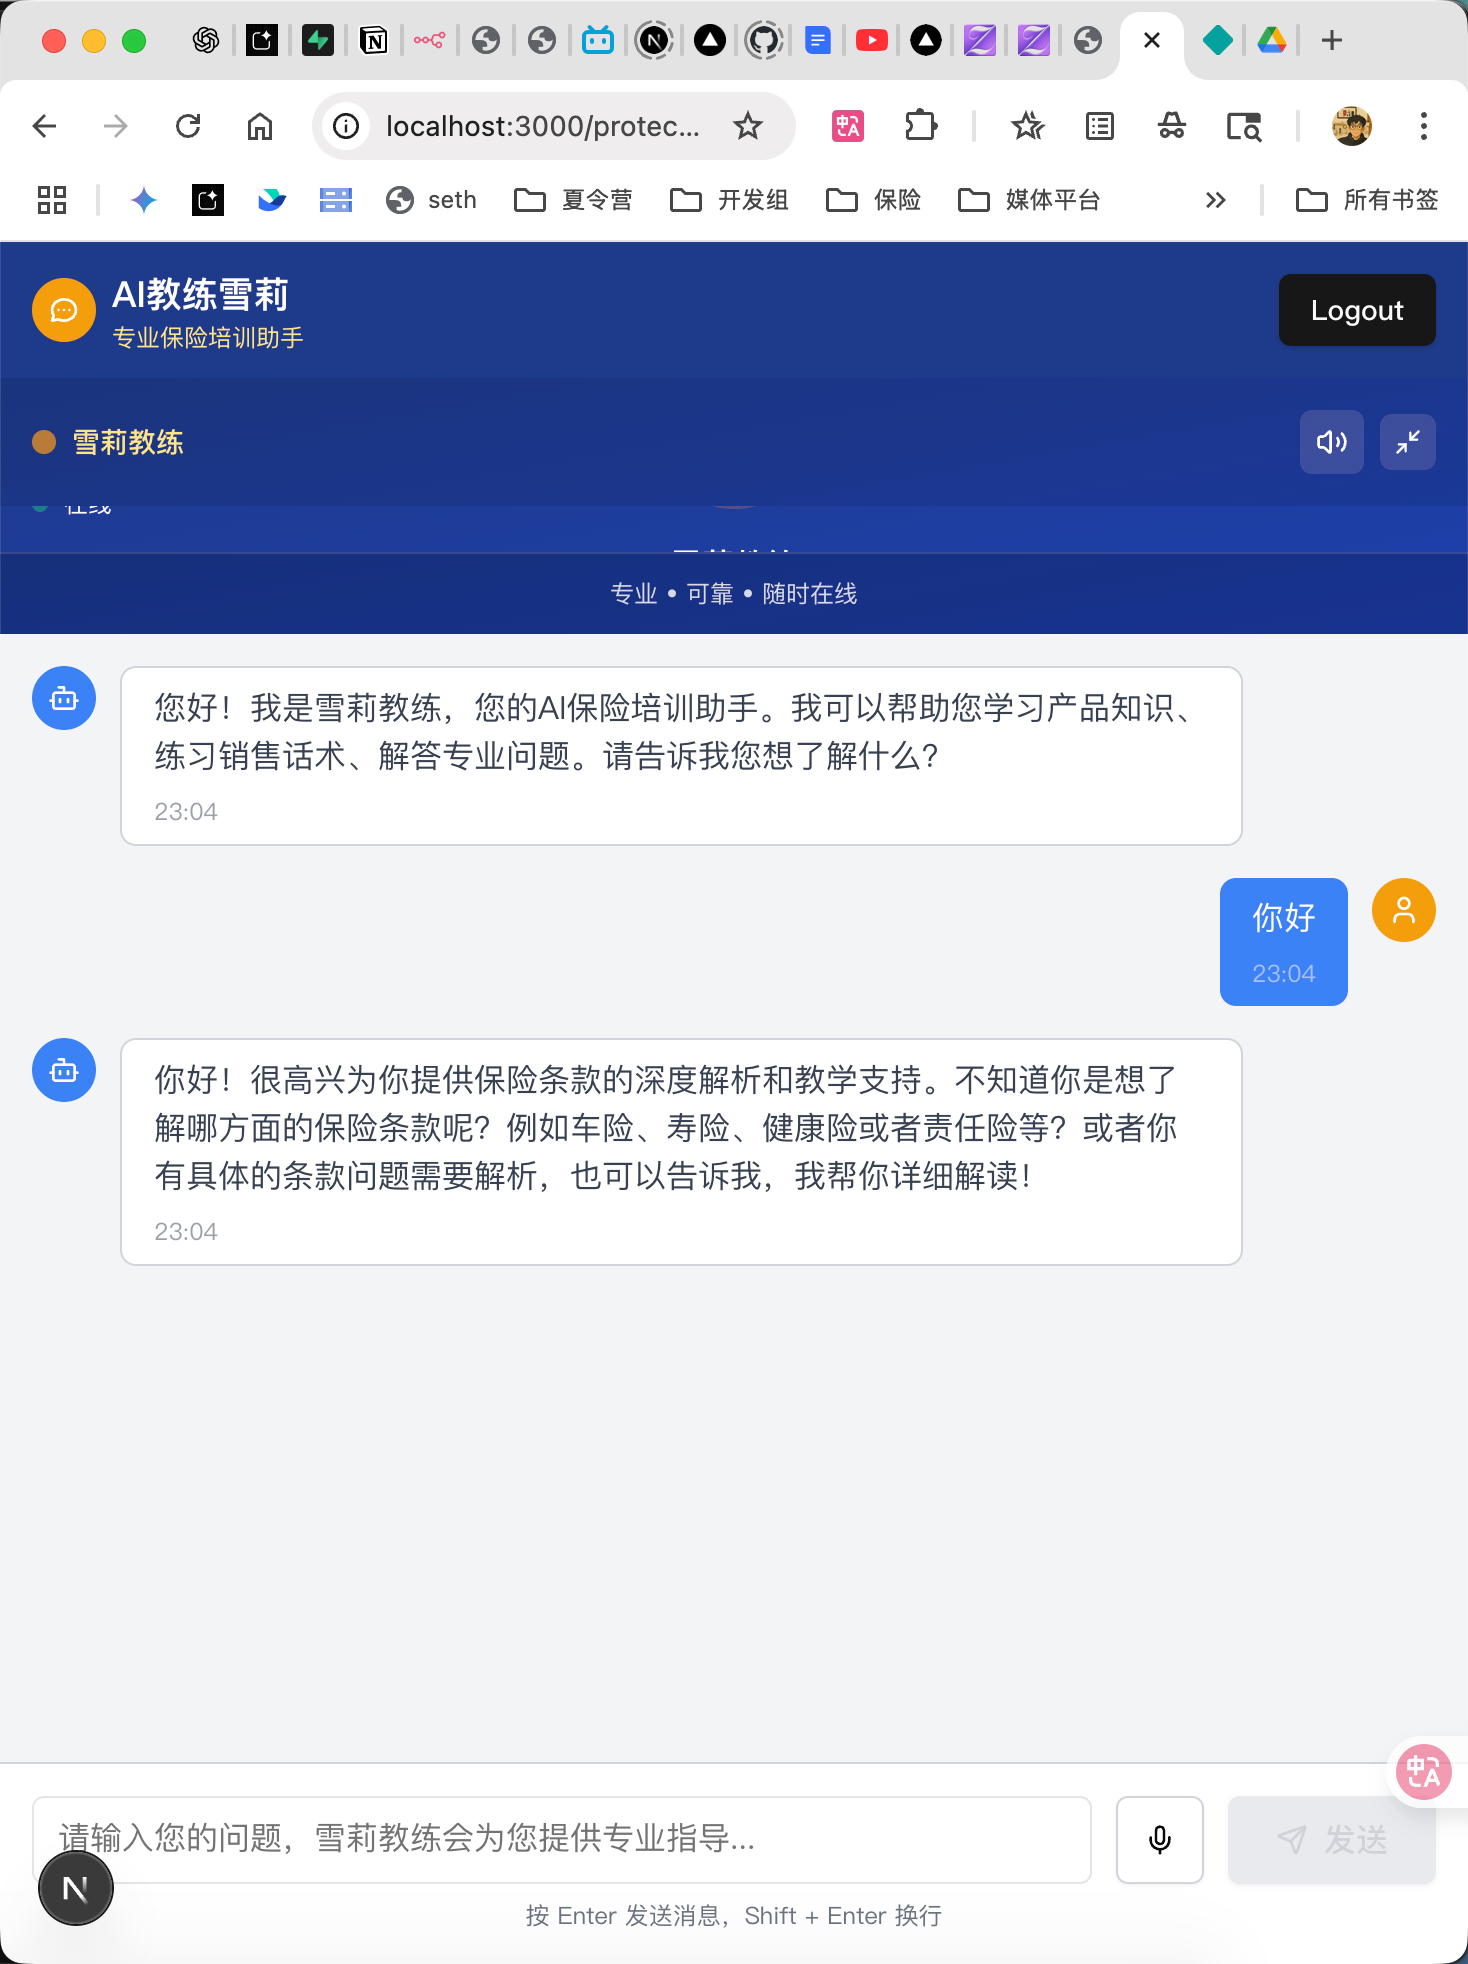 localhost:3000/protec...
seth
夏令营
开发组
保险
媒体平台
所有书签
AI教练雪莉
专业保险培训助手
Logout
雪莉教练
在线
专业 • 可靠 • 随时在线
您好！我是雪莉教练，您的AI保险培训助手。我可以帮助您学习产品知识、
练习销售话术、解答专业问题。请告诉我您想了解什么？
23:04
你好
23:04
你好！很高兴为你提供保险条款的深度解析和教学支持。不知道你是想了
解哪方面的保险条款呢？例如车险、寿险、健康险或者责任险等？或者你
有具体的条款问题需要解析，也可以告诉我，我帮你详细解读！
23:04
请输入您的问题，雪莉教练会为您提供专业指导...
发送
按 Enter 发送消息，Shift + Enter 换行